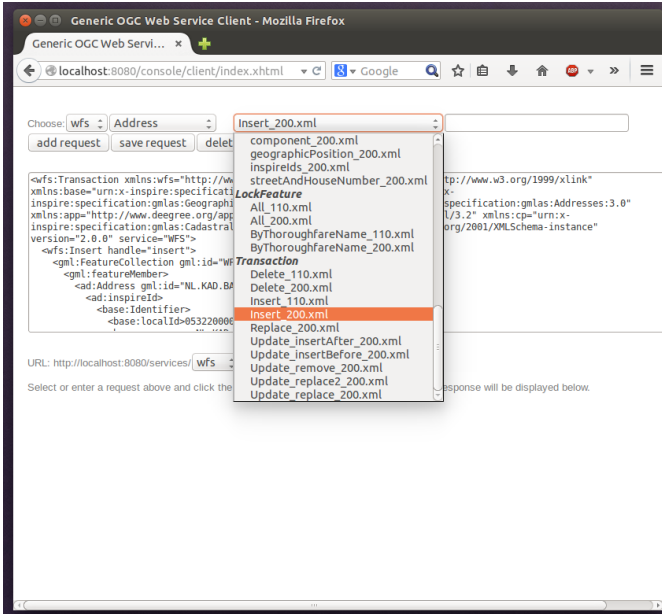 Generic OGC Web Service Client - Mozilla Firefox
Generic OGC Web Servi... ×
localhost:8080/console/client/index.xhtml Google ABP »
Choose: wfs Address Insert_200.xml
add request save request delet
component_200.xml
geographicPosition_200.xml
inspireIds_200.xml
streetAndHouseNumber_200.xml
LockFeature
All_110.xml
All_200.xml
ByThoroughfareName_110.xml
ByThoroughfareName_200.xml
Transaction
Delete_110.xml
Delete_200.xml
Insert_110.xml
Insert_200.xml
Replace_200.xml
Update_insertAfter_200.xml
Update_insertBefore_200.xml
Update_remove_200.xml
Update_replace2_200.xml
Update_replace_200.xml
<wfs:Transaction xmlns:wfs="http://ww tp://www.w3.org/1999/xlink"
xmlns:base="urn:x-inspire:specificati x-
inspire:specification:gmlas:Geographi specification:gmlas:Addresses:3.0"
xmlns:app="http://www.deegree.org/app l/3.2" xmlns:cp="urn:x-
inspire:specification:gmlas:Cadastral org/2001/XMLSchema-instance"
version="2.0.0" service="WFS">
<wfs:Insert handle="insert">
<gml:FeatureCollection gml:id="WF
<gml:featureMember>
<ad:Address gml:id="NL.KAD.BA
<ad:inspireId>
<base:Identifier>
<base:localId>053220000
URL: http://localhost:8080/services/ wfs
Select or enter a request above and click the esponse will be displayed below.